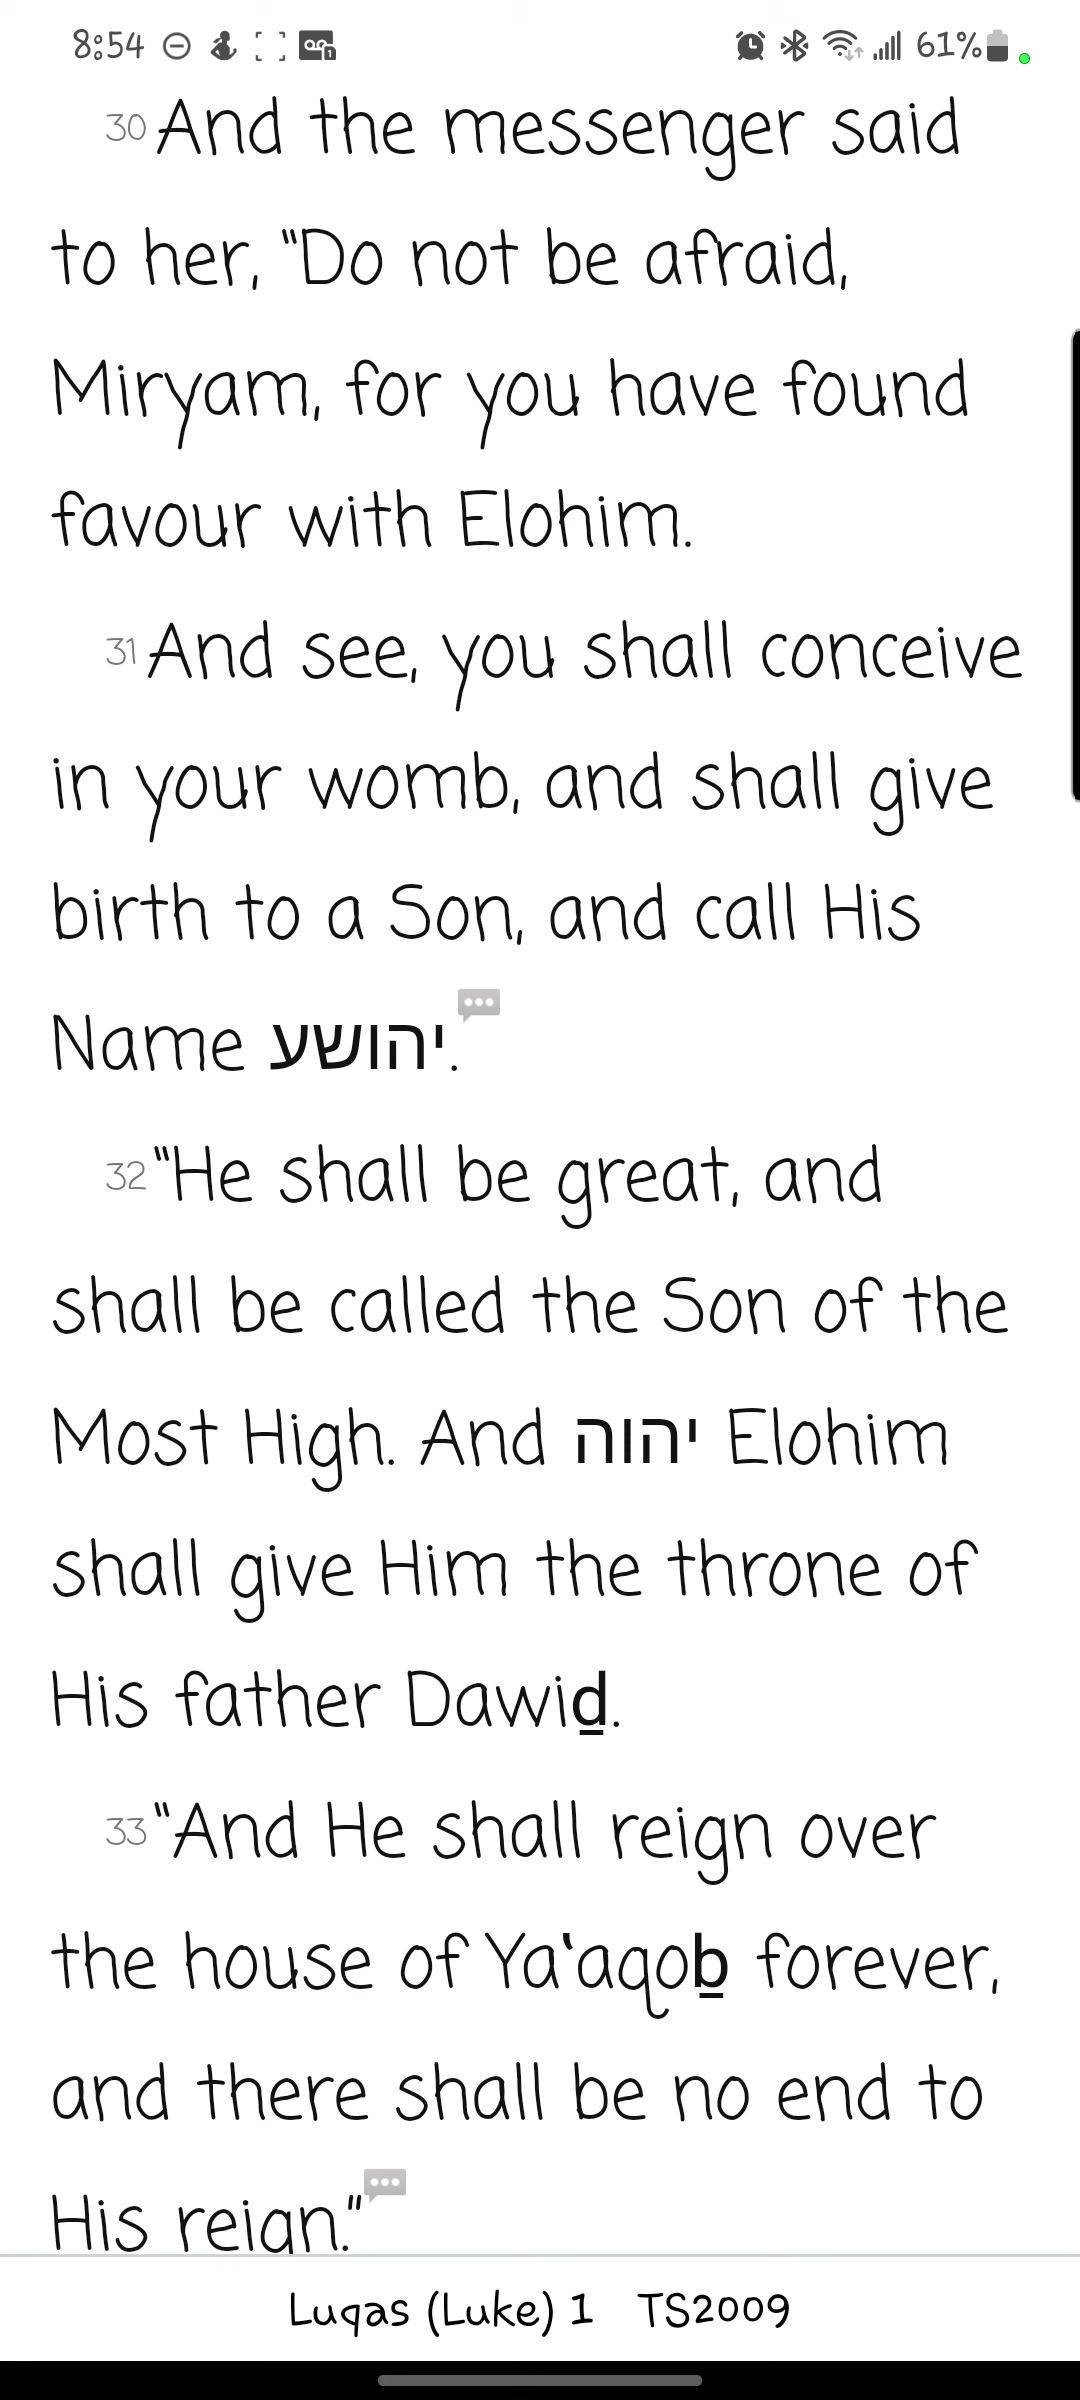 8:54 61%
30 And the messenger said
to her, "Do not be afraid,
Miryam, for you have found
favour with Elohim.
31 And see, you shall conceive
in your womb, and shall give
birth to a Son, and call His
Name יהושע.
32 "He shall be great, and
shall be called the Son of the
Most High. And יהוה Elohim
shall give Him the throne of
His father Dawiḏ.
33 "And He shall reign over
the house of Ya‛aqoḇ forever,
and there shall be no end to
His reign."
Luqas (Luke) 1 TS2009